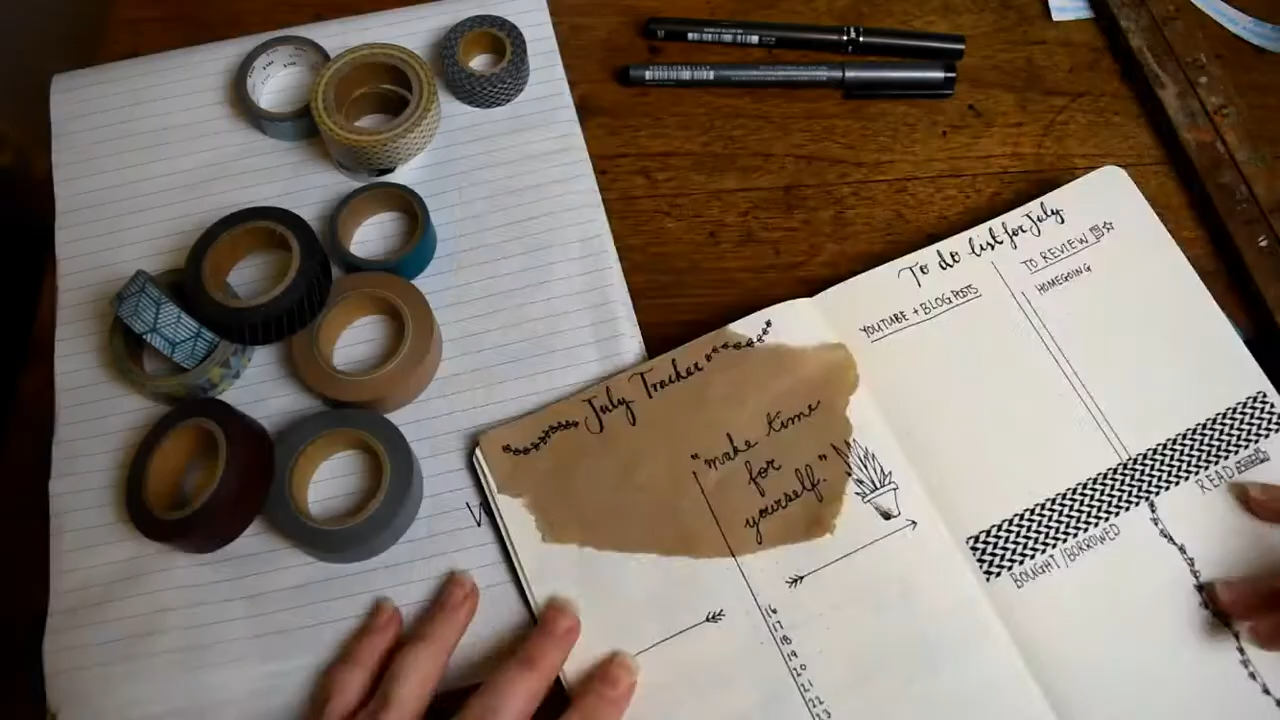 July Tracker
"make time
for
yourself."
16
17
18
19
20
21
22
23
To do list for July
YOUTUBE + BLOG POSTS
TO REVIEW
HOMEGOING
READ
BOUGHT/BORROWED